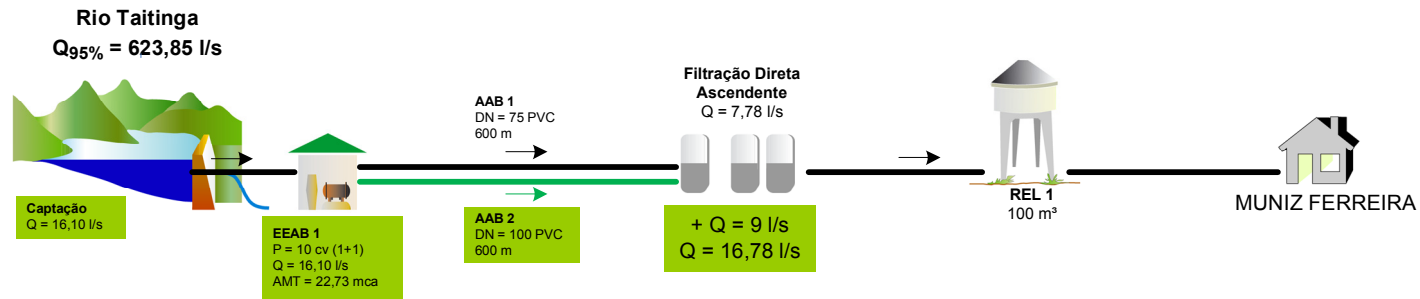 Rio Taitinga
Q95% = 623,85 l/s
Captação
Q = 16,10 l/s
EEAB 1
P = 10 cv (1+1)
Q = 16,10 l/s
AMT = 22,73 mca
AAB 1
DN = 75 PVC
600 m
AAB 2
DN = 100 PVC
600 m
Filtração Direta
Ascendente
Q = 7,78 l/s
+ Q = 9 l/s
Q = 16,78 l/s
REL 1
100 m³
MUNIZ FERREIRA